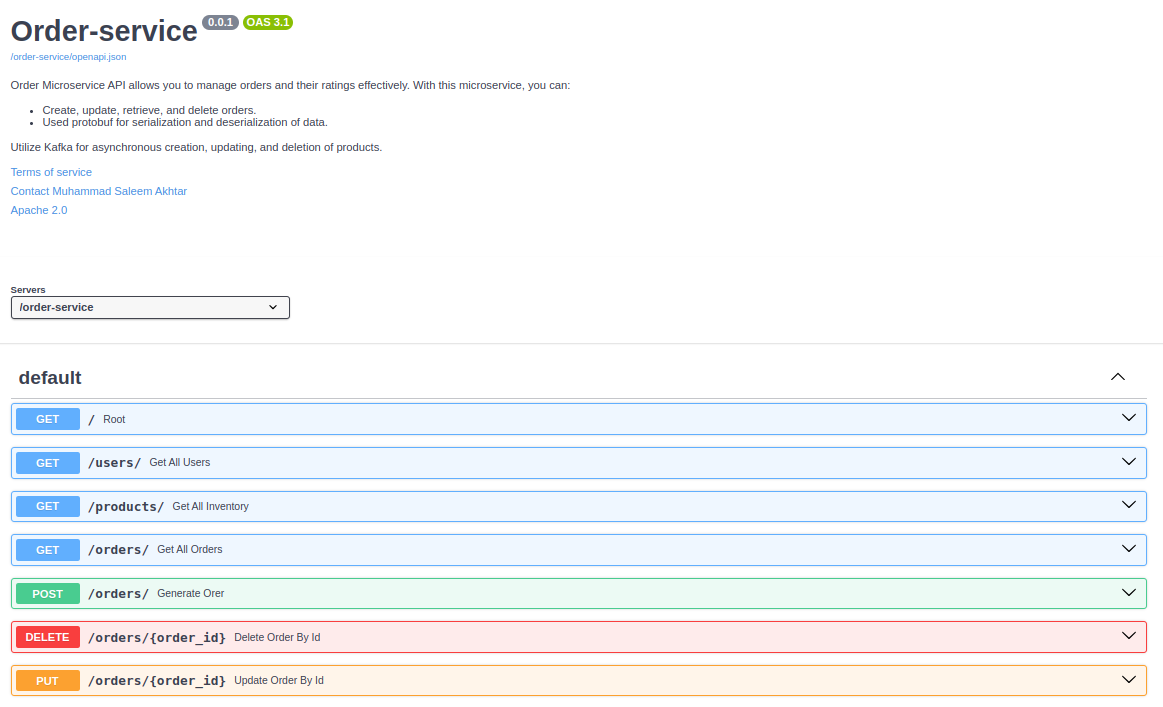 Order-service 0.0.1 OAS 3.1
/order-service/openapi.json
Order Microservice API allows you to manage orders and their ratings effectively. With this microservice, you can:
• Create, update, retrieve, and delete orders.
• Used protobuf for serialization and deserialization of data.
Utilize Kafka for asynchronous creation, updating, and deletion of products.
Terms of service
Contact Muhammad Saleem Akhtar
Apache 2.0
Servers
/order-service
default
GET / Root
GET /users/ Get All Users
GET /products/ Get All Inventory
GET /orders/ Get All Orders
POST /orders/ Generate Orer
DELETE /orders/{order_id} Delete Order By Id
PUT /orders/{order_id} Update Order By Id